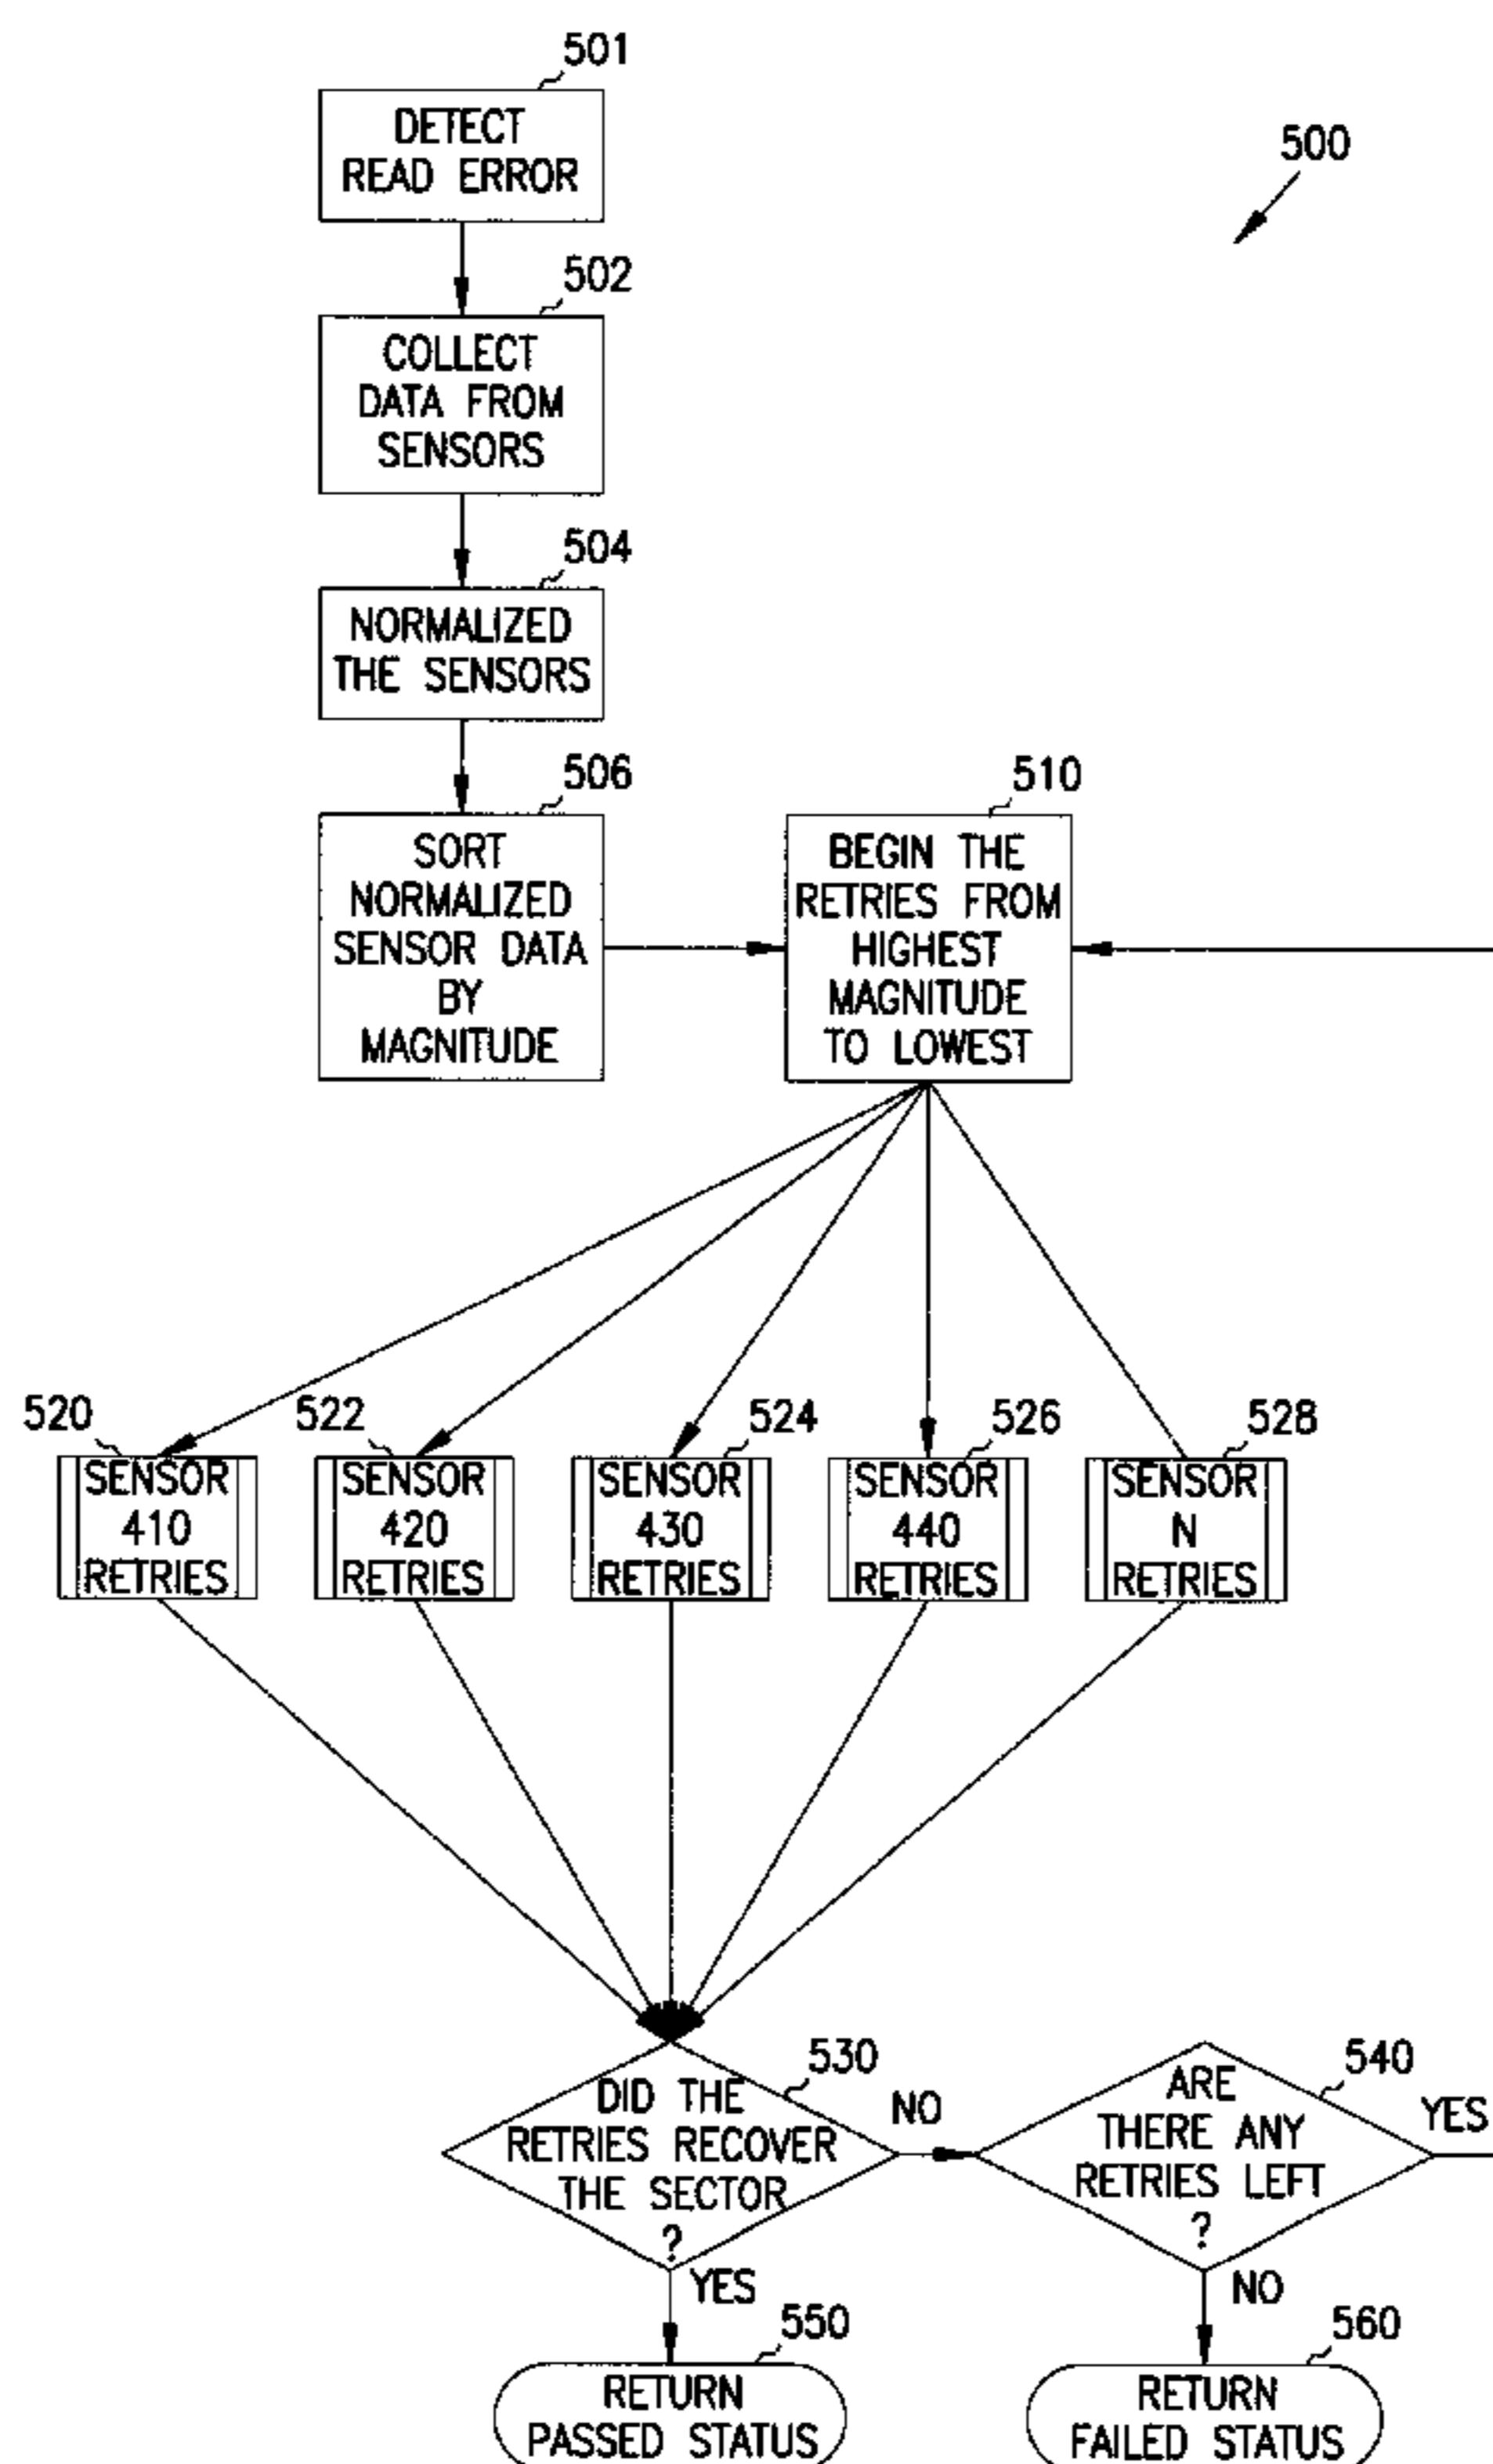 501
DETECT
READ ERROR
500
502
COLLECT
DATA FROM
SENSORS
504
NORMALIZED
THE SENSORS
506
SORT
NORMALIZED
SENSOR DATA
BY
MAGNITUDE
510
BEGIN THE
RETRIES FROM
HIGHEST
MAGNITUDE
TO LOWEST
520
SENSOR
410
RETRIES
522
SENSOR
420
RETRIES
524
SENSOR
430
RETRIES
526
SENSOR
440
RETRIES
528
SENSOR
N
RETRIES
530
DID THE
RETRIES RECOVER
THE SECTOR
?
NO
YES
540
ARE
THERE ANY
RETRIES LEFT
?
YES
NO
550
RETURN
PASSED STATUS
560
RETURN
FAILED STATUS